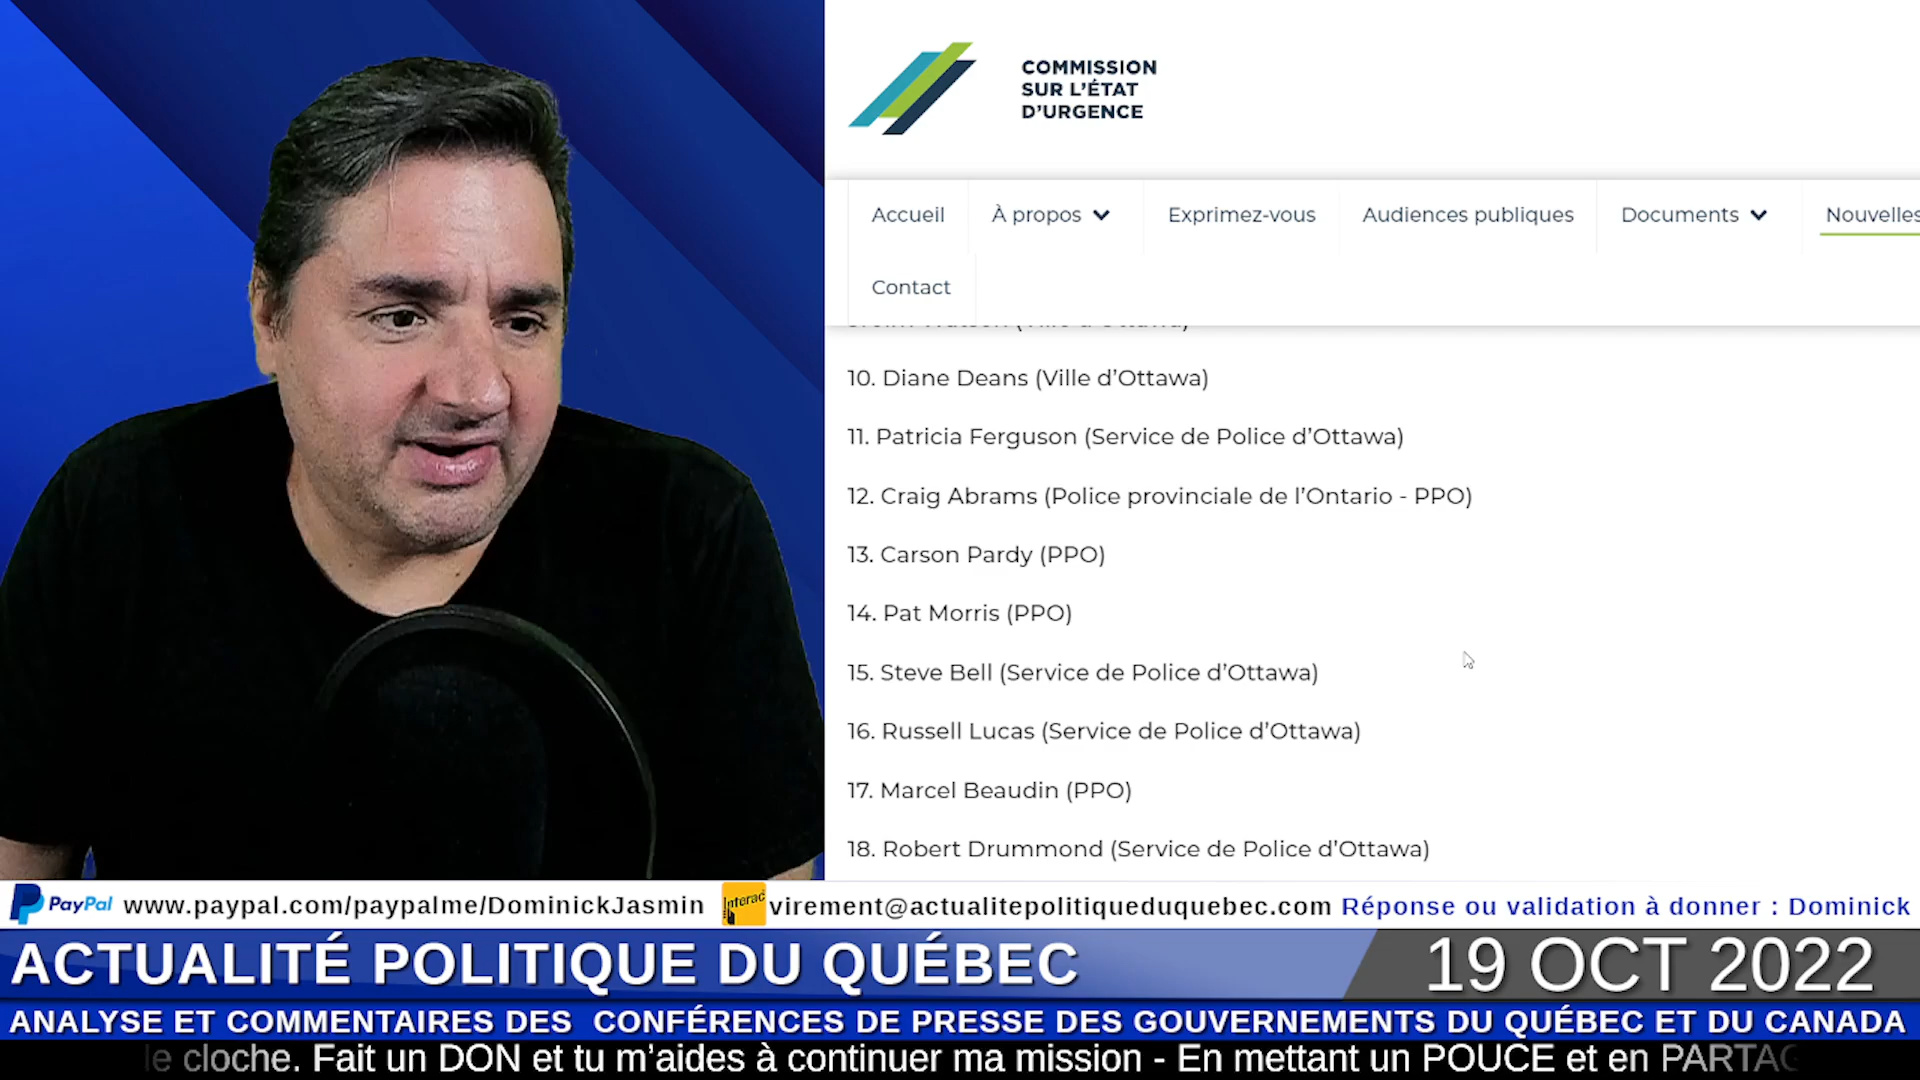 COMMISSION
SUR L'ÉTAT
D'URGENCE
Accueil À propos Exprimez-vous Audiences publiques Documents Nouvelles
Contact
10. Diane Deans (Ville d'Ottawa)
11. Patricia Ferguson (Service de Police d'Ottawa)
12. Craig Abrams (Police provinciale de l'Ontario - PPO)
13. Carson Pardy (PPO)
14. Pat Morris (PPO)
15. Steve Bell (Service de Police d'Ottawa)
16. Russell Lucas (Service de Police d'Ottawa)
17. Marcel Beaudin (PPO)
18. Robert Drummond (Service de Police d'Ottawa)
PayPal www.paypal.com/paypalme/DominickJasmin Interac virement@actualitepolitiqueduquebec.com Réponse ou validation à donner : Dominick
ACTUALITÉ POLITIQUE DU QUÉBEC 19 OCT 2022
ANALYSE ET COMMENTAIRES DES CONFÉRENCES DE PRESSE DES GOUVERNEMENTS DU QUÉBEC ET DU CANADA
le cloche. Fait un DON et tu m'aides à continuer ma mission - En mettant un POUCE et en PARTAG